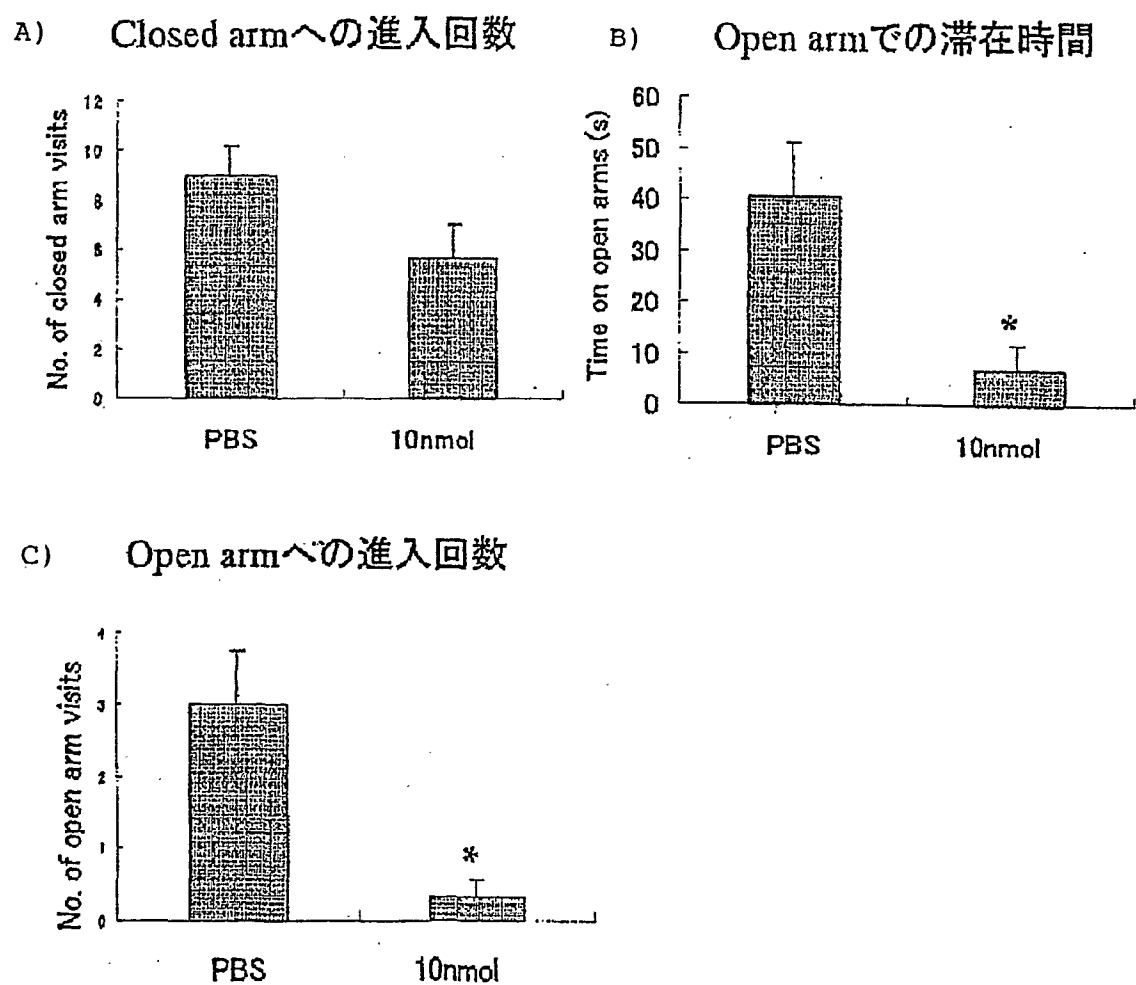 A) Closed armへの進入回数
No. of closed arm visits
12
10
8
6
4
2
0
PBS 10nmol
B) Open armでの滞在時間
Time on open arms (s)
60
50
40
30
20
10
0
*
PBS 10nmol
C) Open armへの進入回数
No. of open arm visits
4
3
2
1
0
*
PBS 10nmol